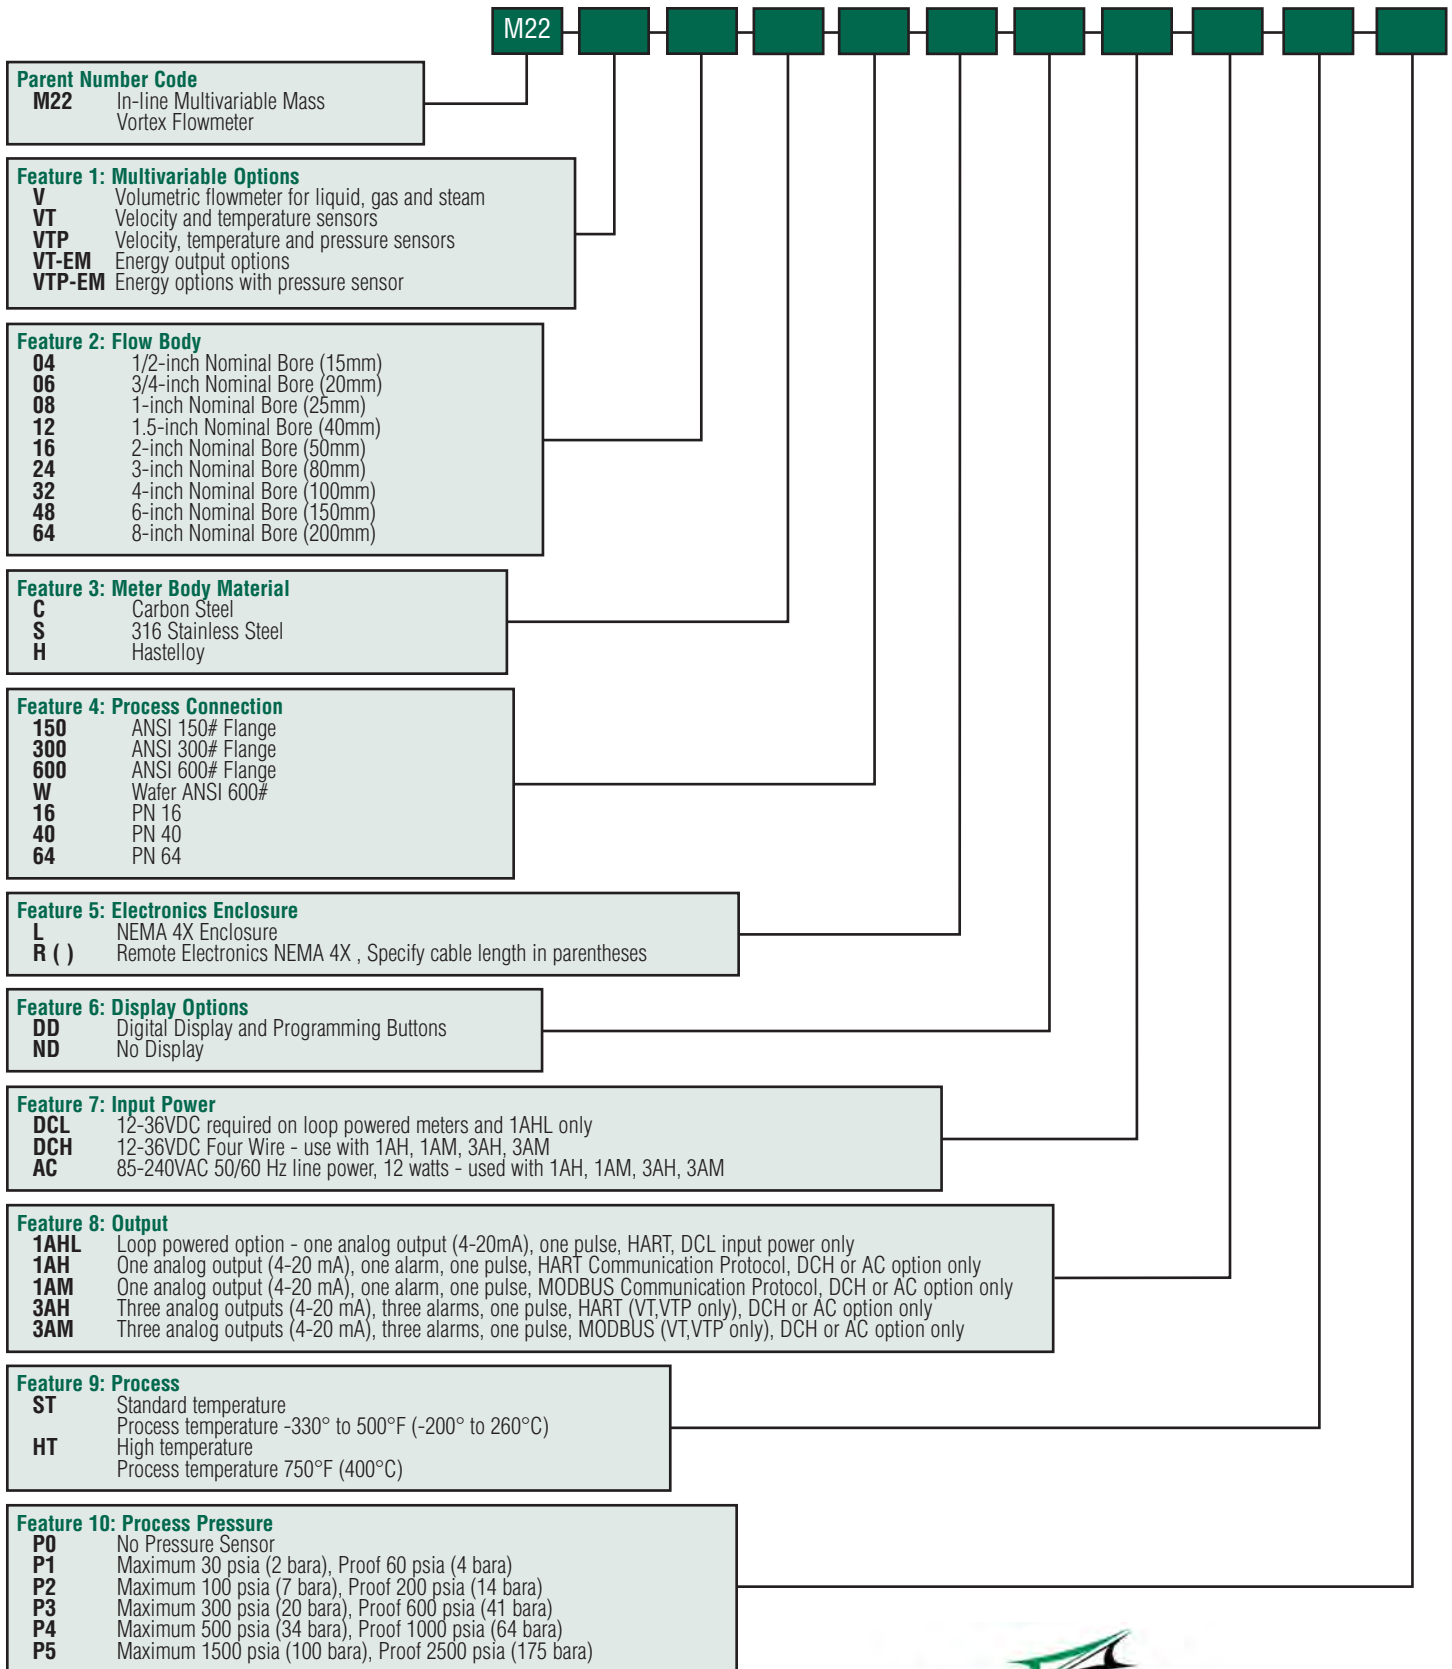 M22
Parent Number Code
M22 In-line Multivariable Mass
Vortex Flowmeter
Feature 1: Multivariable Options
V Volumetric flowmeter for liquid, gas and steam
VT Velocity and temperature sensors
VTP Velocity, temperature and pressure sensors
VT-EM Energy output options
VTP-EM Energy options with pressure sensor
Feature 2: Flow Body
04 1/2-inch Nominal Bore (15mm)
06 3/4-inch Nominal Bore (20mm)
08 1-inch Nominal Bore (25mm)
12 1.5-inch Nominal Bore (40mm)
16 2-inch Nominal Bore (50mm)
24 3-inch Nominal Bore (80mm)
32 4-inch Nominal Bore (100mm)
48 6-inch Nominal Bore (150mm)
64 8-inch Nominal Bore (200mm)
Feature 3: Meter Body Material
C Carbon Steel
S 316 Stainless Steel
H Hastelloy
Feature 4: Process Connection
150 ANSI 150# Flange
300 ANSI 300# Flange
600 ANSI 600# Flange
W Wafer ANSI 600#
16 PN 16
40 PN 40
64 PN 64
Feature 5: Electronics Enclosure
L NEMA 4X Enclosure
R ( ) Remote Electronics NEMA 4X , Specify cable length in parentheses
Feature 6: Display Options
DD Digital Display and Programming Buttons
ND No Display
Feature 7: Input Power
DCL 12-36VDC required on loop powered meters and 1AHL only
DCH 12-36VDC Four Wire - use with 1AH, 1AM, 3AH, 3AM
AC 85-240VAC 50/60 Hz line power, 12 watts - used with 1AH, 1AM, 3AH, 3AM
Feature 8: Output
1AHL Loop powered option - one analog output (4-20mA), one pulse, HART, DCL input power only
1AH One analog output (4-20 mA), one alarm, one pulse, HART Communication Protocol, DCH or AC option only
1AM One analog output (4-20 mA), one alarm, one pulse, MODBUS Communication Protocol, DCH or AC option only
3AH Three analog outputs (4-20 mA), three alarms, one pulse, HART (VT,VTP only), DCH or AC option only
3AM Three analog outputs (4-20 mA), three alarms, one pulse, MODBUS (VT,VTP only), DCH or AC option only
Feature 9: Process
ST Standard temperature
Process temperature -330° to 500°F (-200° to 260°C)
HT High temperature
Process temperature 750°F (400°C)
Feature 10: Process Pressure
P0 No Pressure Sensor
P1 Maximum 30 psia (2 bara), Proof 60 psia (4 bara)
P2 Maximum 100 psia (7 bara), Proof 200 psia (14 bara)
P3 Maximum 300 psia (20 bara), Proof 600 psia (41 bara)
P4 Maximum 500 psia (34 bara), Proof 1000 psia (64 bara)
P5 Maximum 1500 psia (100 bara), Proof 2500 psia (175 bara)